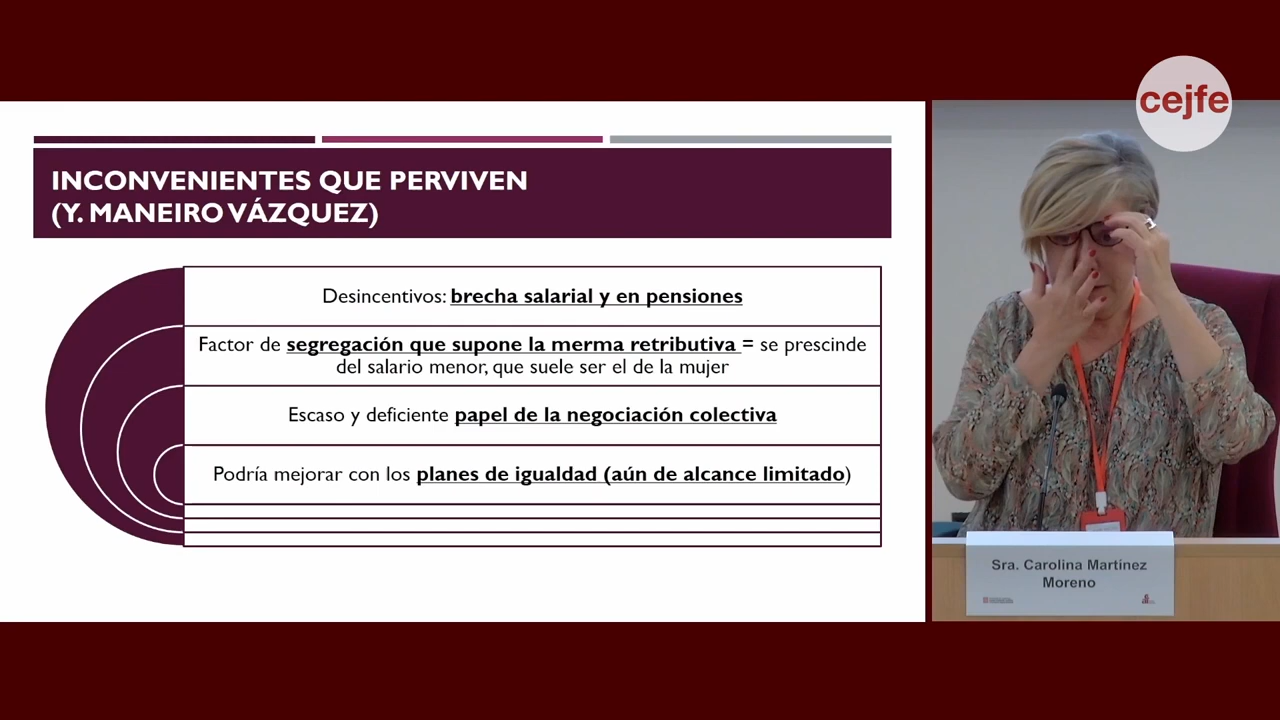 cejfe
INCONVENIENTES QUE PERVIVEN
(Y. MANEIRO VÁZQUEZ)
Desincentivos: brecha salarial y en pensiones
Factor de segregación que supone la merma retributiva = se prescinde
del salario menor, que suele ser el de la mujer
Escaso y deficiente papel de la negociación colectiva
Podría mejorar con los planes de igualdad (aún de alcance limitado)
Sra. Carolina Martínez
Moreno